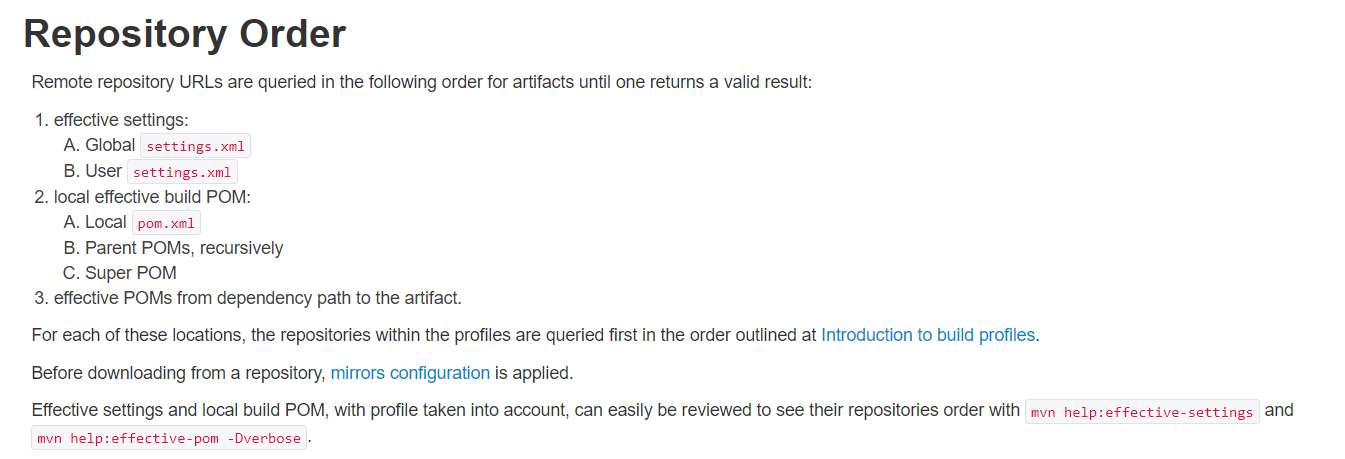 Repository Order
Remote repository URLs are queried in the following order for artifacts until one returns a valid result:
1. effective settings:
A. Global settings.xml
B. User settings.xml
2. local effective build POM:
A. Local pom.xml
B. Parent POMs, recursively
C. Super POM
3. effective POMs from dependency path to the artifact.
For each of these locations, the repositories within the profiles are queried first in the order outlined at Introduction to build profiles.
Before downloading from a repository, mirrors configuration is applied.
Effective settings and local build POM, with profile taken into account, can easily be reviewed to see their repositories order with mvn help:effective-settings and
mvn help:effective-pom -Dverbose.